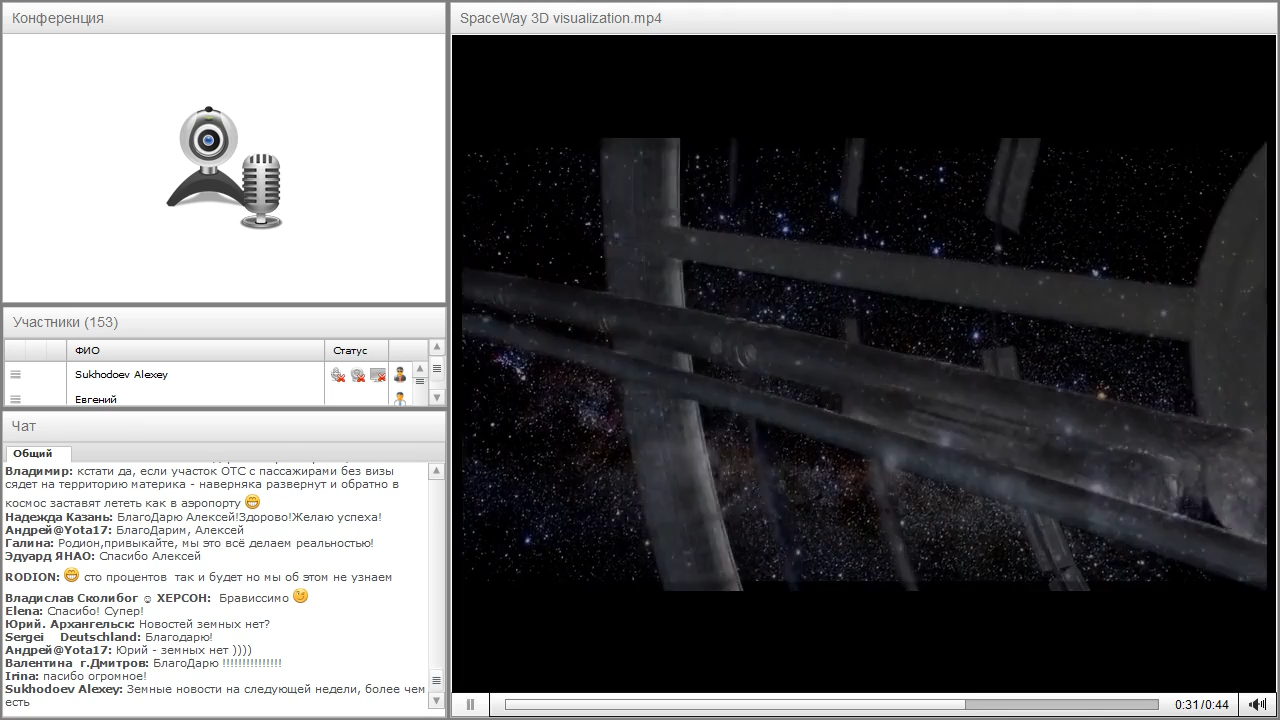 Конференция
SpaceWay 3D visualization.mp4
Участники (153)
ФИО
Статус
Sukhodoev Alexey
Евгений
Чат
Общий
Владимир: кстати да, если участок ОТС с пассажирами без визы
сядет на территорию материка - наверняка развернут и обратно в
космос заставят лететь как в аэропорту
Надежда Казань: БлагоДарю Алексей!Здорово!Желаю успеха!
Андрей@Yota17: БлагоДарим, Алексей
Галина: Родион,привыкайте, мы это всё делаем реальностью!
Эдуард ЯНАО: Спасибо Алексей
RODION: сто процентов так и будет но мы об этом не узнаем
Владислав Сколибог ☺ ХЕРСОН: Брависсимо
Elena: Спасибо! Супер!
Юрий. Архангельск: Новостей земных нет?
Sergei Deutschland: Благодарю!
Андрей@Yota17: Юрий - земных нет ))))
Валентина г.Дмитров: БлагоДарю !!!!!!!!!!!!!!!
Irina: пасибо огромное!
Sukhodoev Alexey: Земные новости на следующей недели, более чем
есть
0:31/0:44